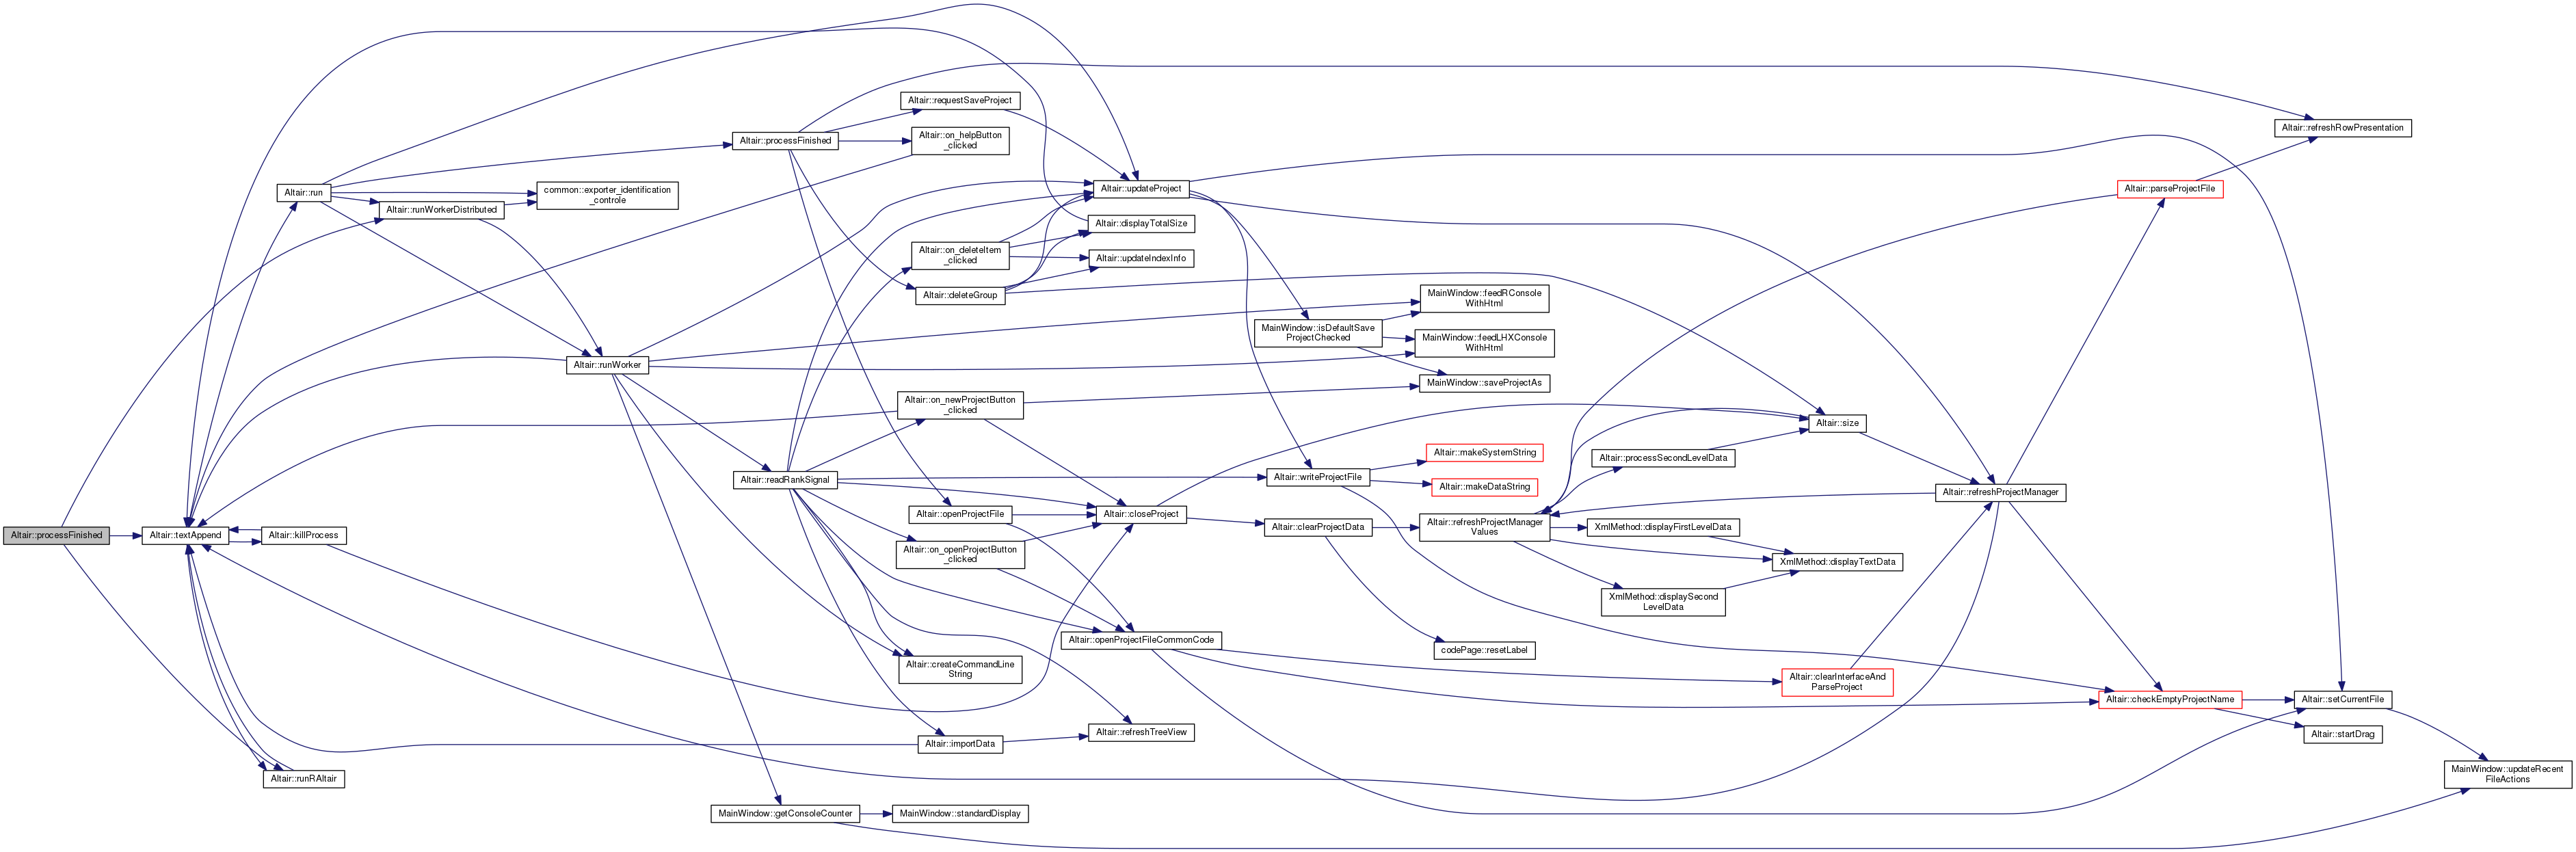 Altair::processFinished
Altair::textAppend
Altair::run
Altair::killProcess
Altair::runRAltair
Altair::runWorkerDistributed
common::exporter_identification
_controle
Altair::runWorker
Altair::processFinished
Altair::readRankSignal
MainWindow::getConsoleCounter
Altair::requestSaveProject
Altair::on_helpButton
_clicked
Altair::on_deleteItem
_clicked
Altair::deleteGroup
Altair::on_newProjectButton
_clicked
Altair::openProjectFile
Altair::on_openProjectButton
_clicked
Altair::createCommandLine
String
Altair::importData
MainWindow::standardDisplay
Altair::updateProject
Altair::displayTotalSize
Altair::updateIndexInfo
Altair::closeProject
Altair::openProjectFileCommonCode
Altair::refreshTreeView
MainWindow::isDefaultSave
ProjectChecked
Altair::writeProjectFile
Altair::clearProjectData
MainWindow::feedRConsole
WithHtml
MainWindow::feedLHXConsole
WithHtml
MainWindow::saveProjectAs
Altair::makeSystemString
Altair::makeDataString
Altair::refreshProjectManager
Values
codePage::resetLabel
Altair::processSecondLevelData
XmlMethod::displayFirstLevelData
XmlMethod::displaySecond
LevelData
Altair::size
XmlMethod::displayTextData
Altair::clearInterfaceAnd
ParseProject
Altair::refreshProjectManager
Altair::parseProjectFile
Altair::checkEmptyProjectName
Altair::refreshRowPresentation
Altair::setCurrentFile
Altair::startDrag
MainWindow::updateRecent
FileActions